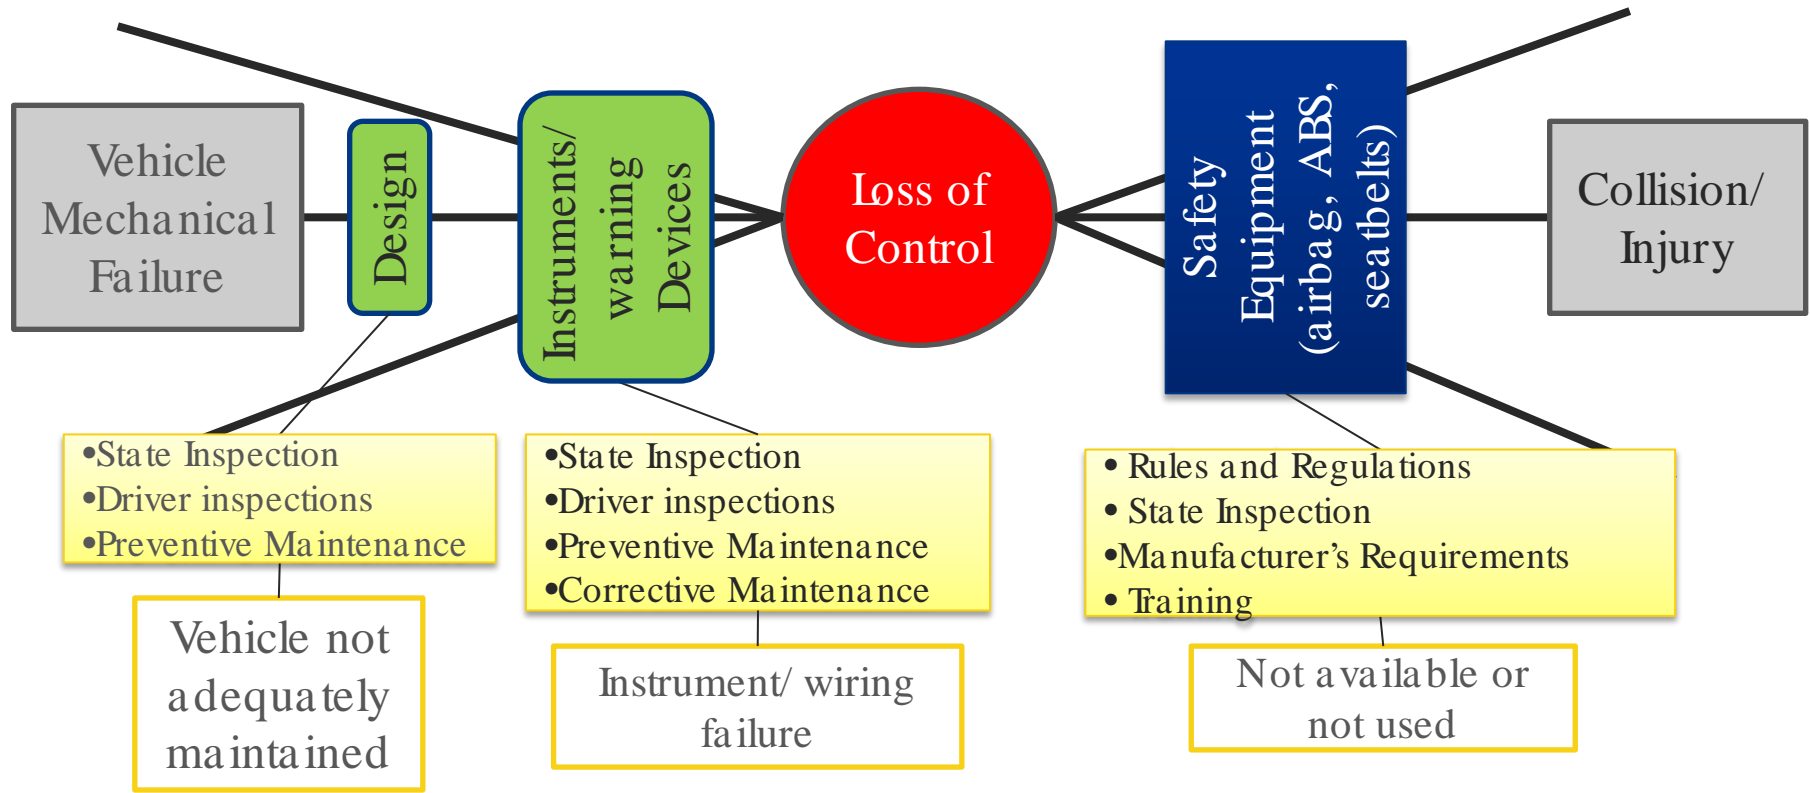 Vehicle
Mechanical
Failure
Design
Instruments/
warning
Devices
Loss of
Control
Safety
Equipment
(airbag, ABS,
seatbelts)
Collision/
Injury
•State Inspection
•Driver inspections
•Preventive Maintenance
•State Inspection
•Driver inspections
•Preventive Maintenance
•Corrective Maintenance
• Rules and Regulations
• State Inspection
•Manufacturer’s Requirements
• Training
Vehicle not
adequately
maintained
Instrument/ wiring
failure
Not available or
not used